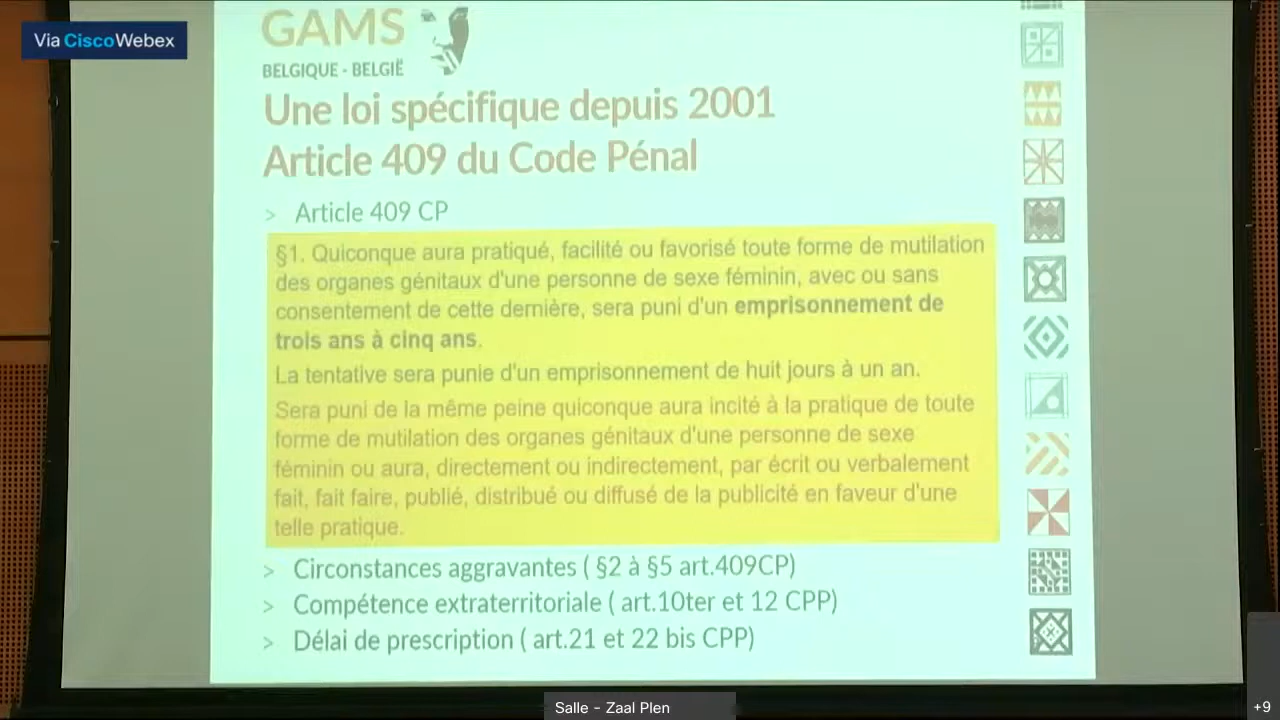 Via CiscoWebex
GAMS
BELGIQUE - BELGIË
Une loi spécifique depuis 2001
Article 409 du Code Pénal
> Article 409 CP
§1. Quiconque aura pratiqué, facilité ou favorisé toute forme de mutilation
des organes génitaux d'une personne de sexe féminin, avec ou sans
consentement de cette dernière, sera puni d'un emprisonnement de
trois ans à cinq ans.
La tentative sera punie d'un emprisonnement de huit jours à un an.
Sera puni de la même peine quiconque aura incité à la pratique de toute
forme de mutilation des organes génitaux d'une personne de sexe
féminin ou aura, directement ou indirectement, par écrit ou verbalement
fait, fait faire, publié, distribué ou diffusé de la publicité en faveur d'une
telle pratique.
> Circonstances aggravantes ( §2 à §5 art.409CP)
> Compétence extraterritoriale ( art.10ter et 12 CPP)
> Délai de prescription ( art.21 et 22 bis CPP)
Salle - Zaal Plen
+9